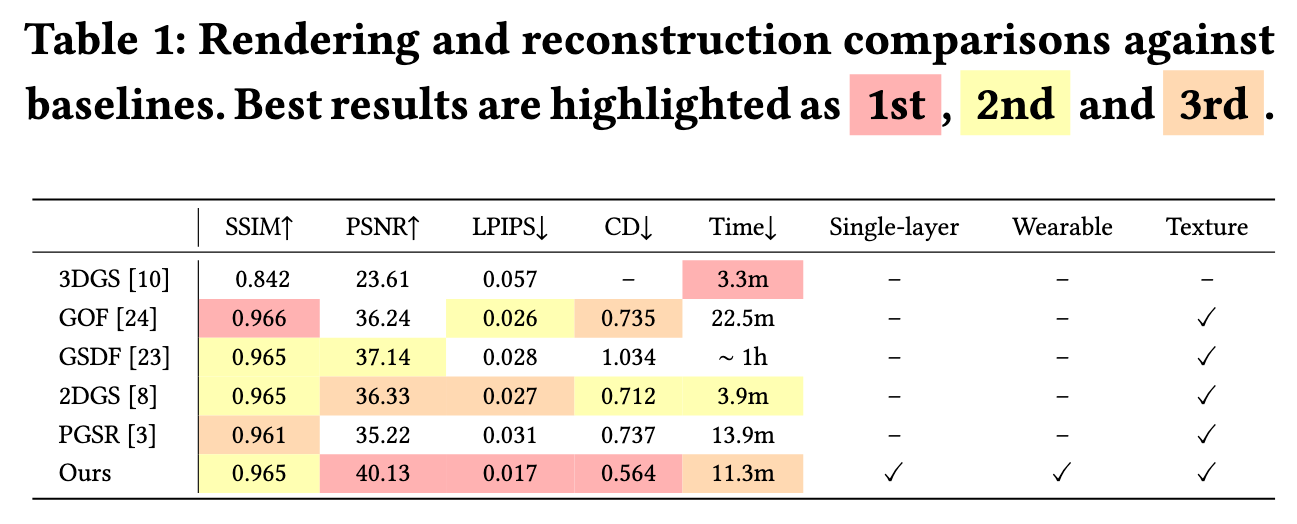 Table 1: Rendering and reconstruction comparisons against
baselines. Best results are highlighted as 1st, 2nd and 3rd.
SSIM↑ PSNR↑ LPIPS↓ CD↓ Time↓ Single-layer Wearable Texture
3DGS [10] 0.842 23.61 0.057 – 3.3m – – –
GOF [24] 0.966 36.24 0.026 0.735 22.5m – – ✓
GSDF [23] 0.965 37.14 0.028 1.034 ~ 1h – – ✓
2DGS [8] 0.965 36.33 0.027 0.712 3.9m – – ✓
PGSR [3] 0.961 35.22 0.031 0.737 13.9m – – ✓
Ours 0.965 40.13 0.017 0.564 11.3m ✓ ✓ ✓